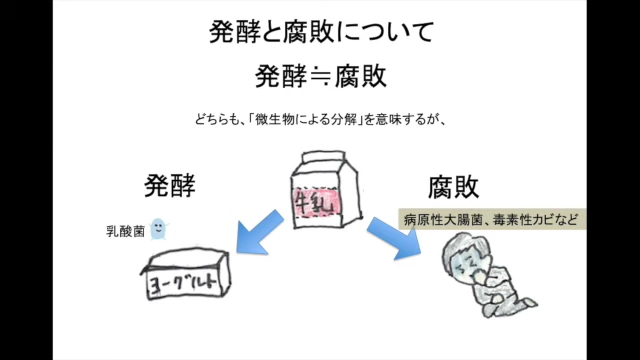 発酵と腐敗について
発酵≒腐敗
どちらも、「微生物による分解」を意味するが、
発酵
牛乳
腐敗
乳酸菌
病原性大腸菌、毒素性カビなど
ヨーグルト